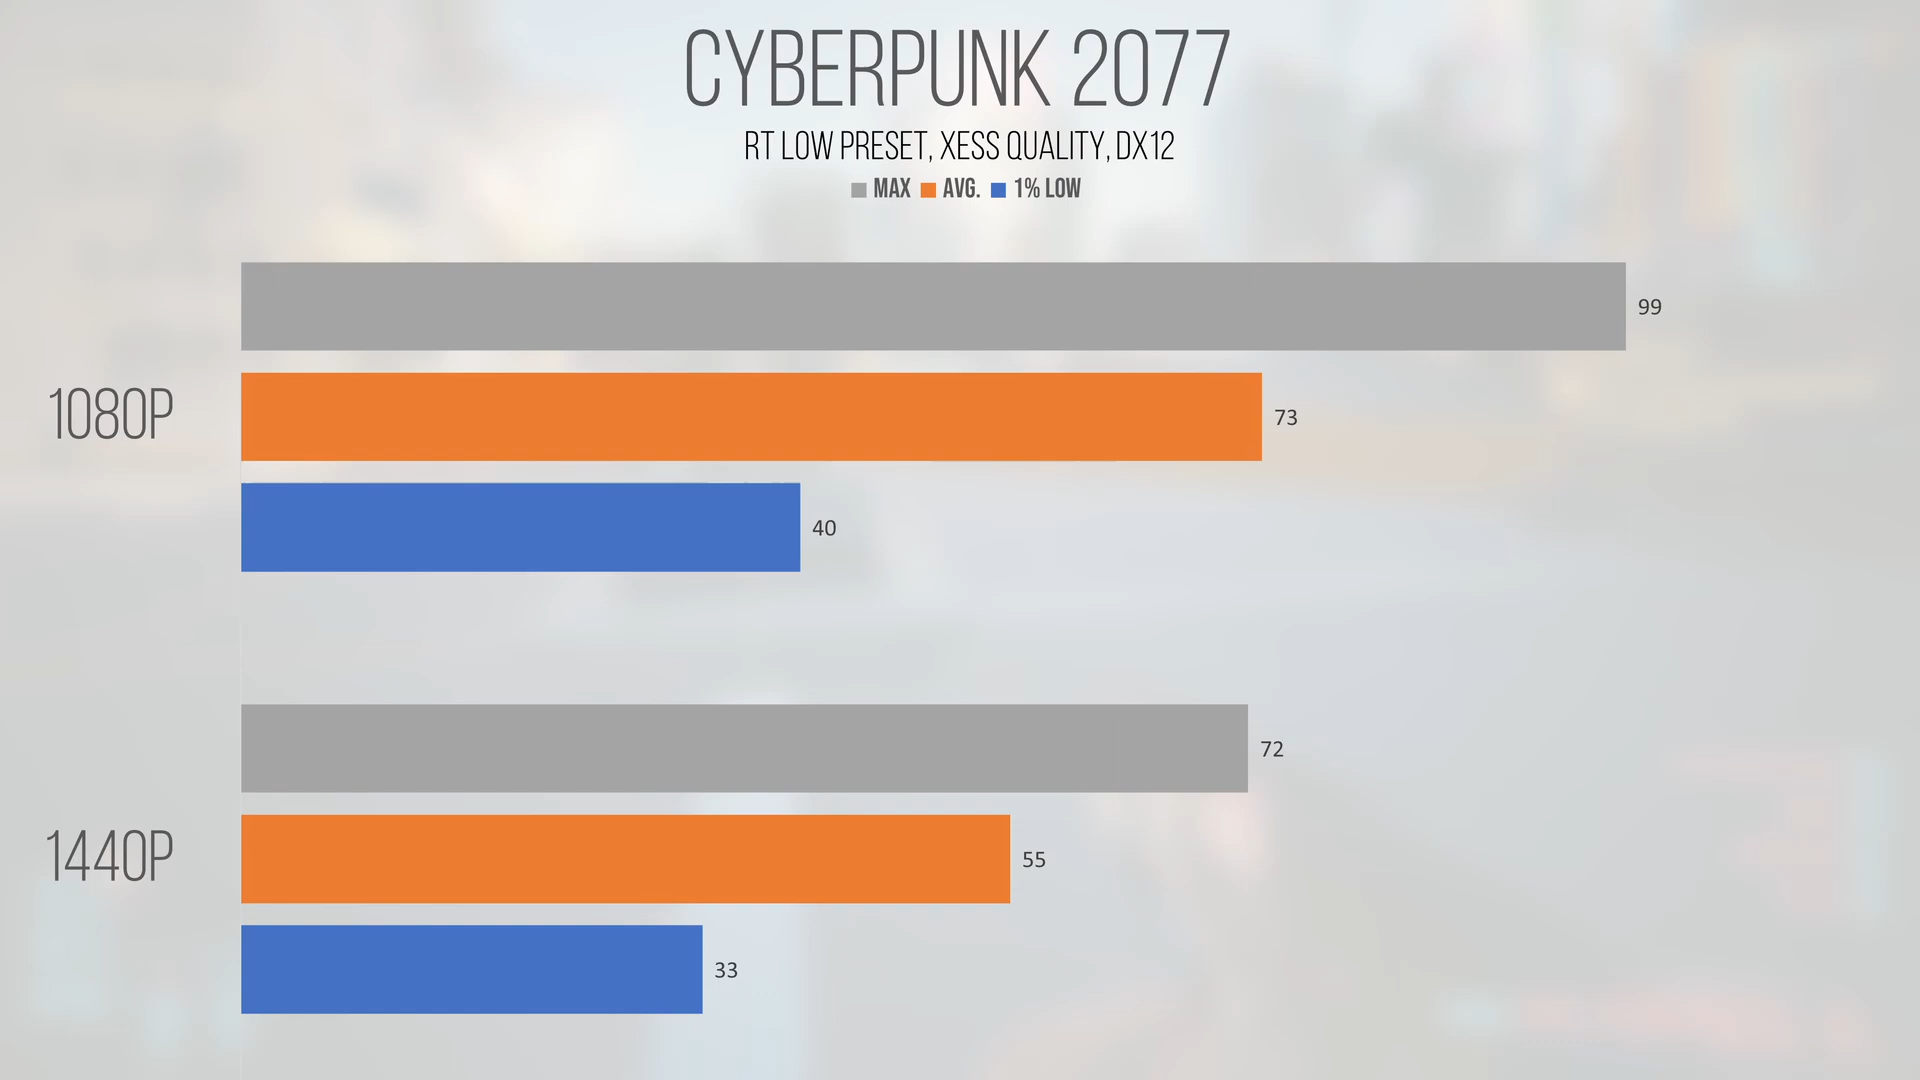 CYBERPUNK 2077
RT LOW PRESET, XESS QUALITY, DX12
MAX AVG. 1% LOW
99
1080P
73
40
72
1440P
55
33